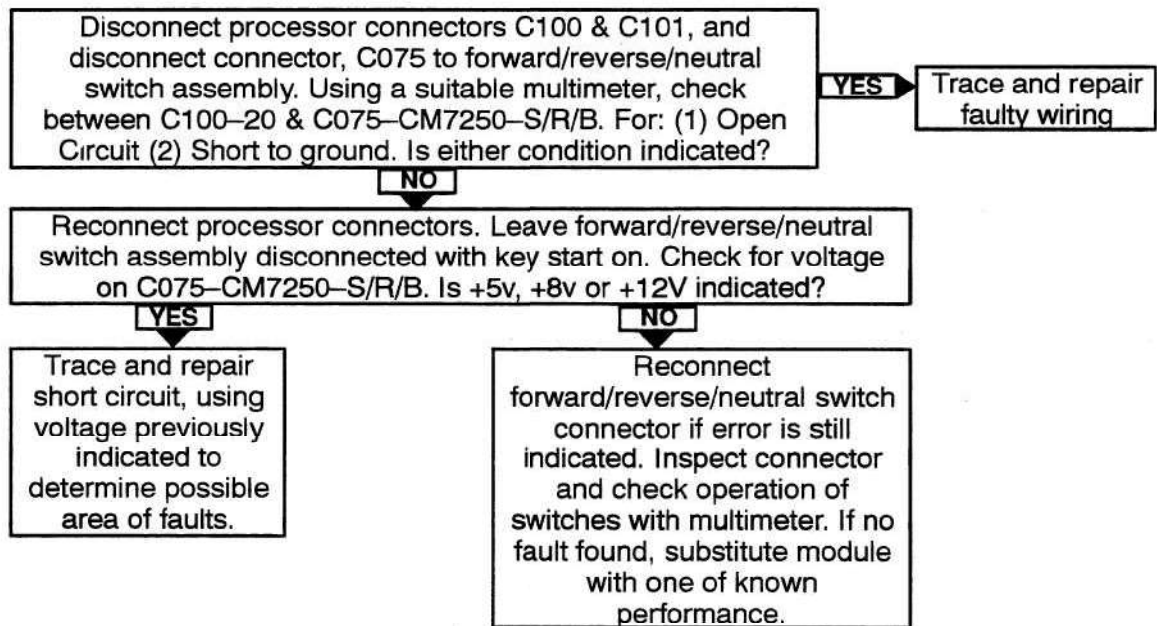 Disconnect processor connectors C100 & C101, and
disconnect connector, C075 to forward/reverse/neutral
switch assembly. Using a suitable multimeter, check
between C100–20 & C075–CM7250–S/R/B. For: (1) Open
Circuit (2) Short to ground. Is either condition indicated?
YES
Trace and repair
faulty wiring
NO
Reconnect processor connectors. Leave forward/reverse/neutral
switch assembly disconnected with key start on. Check for voltage
on C075–CM7250–S/R/B. Is +5v, +8v or +12V indicated?
YES
Trace and repair
short circuit, using
voltage previously
indicated to
determine possible
area of faults.
NO
Reconnect
forward/reverse/neutral switch
connector if error is still
indicated. Inspect connector
and check operation of
switches with multimeter. If no
fault found, substitute module
with one of known
performance.